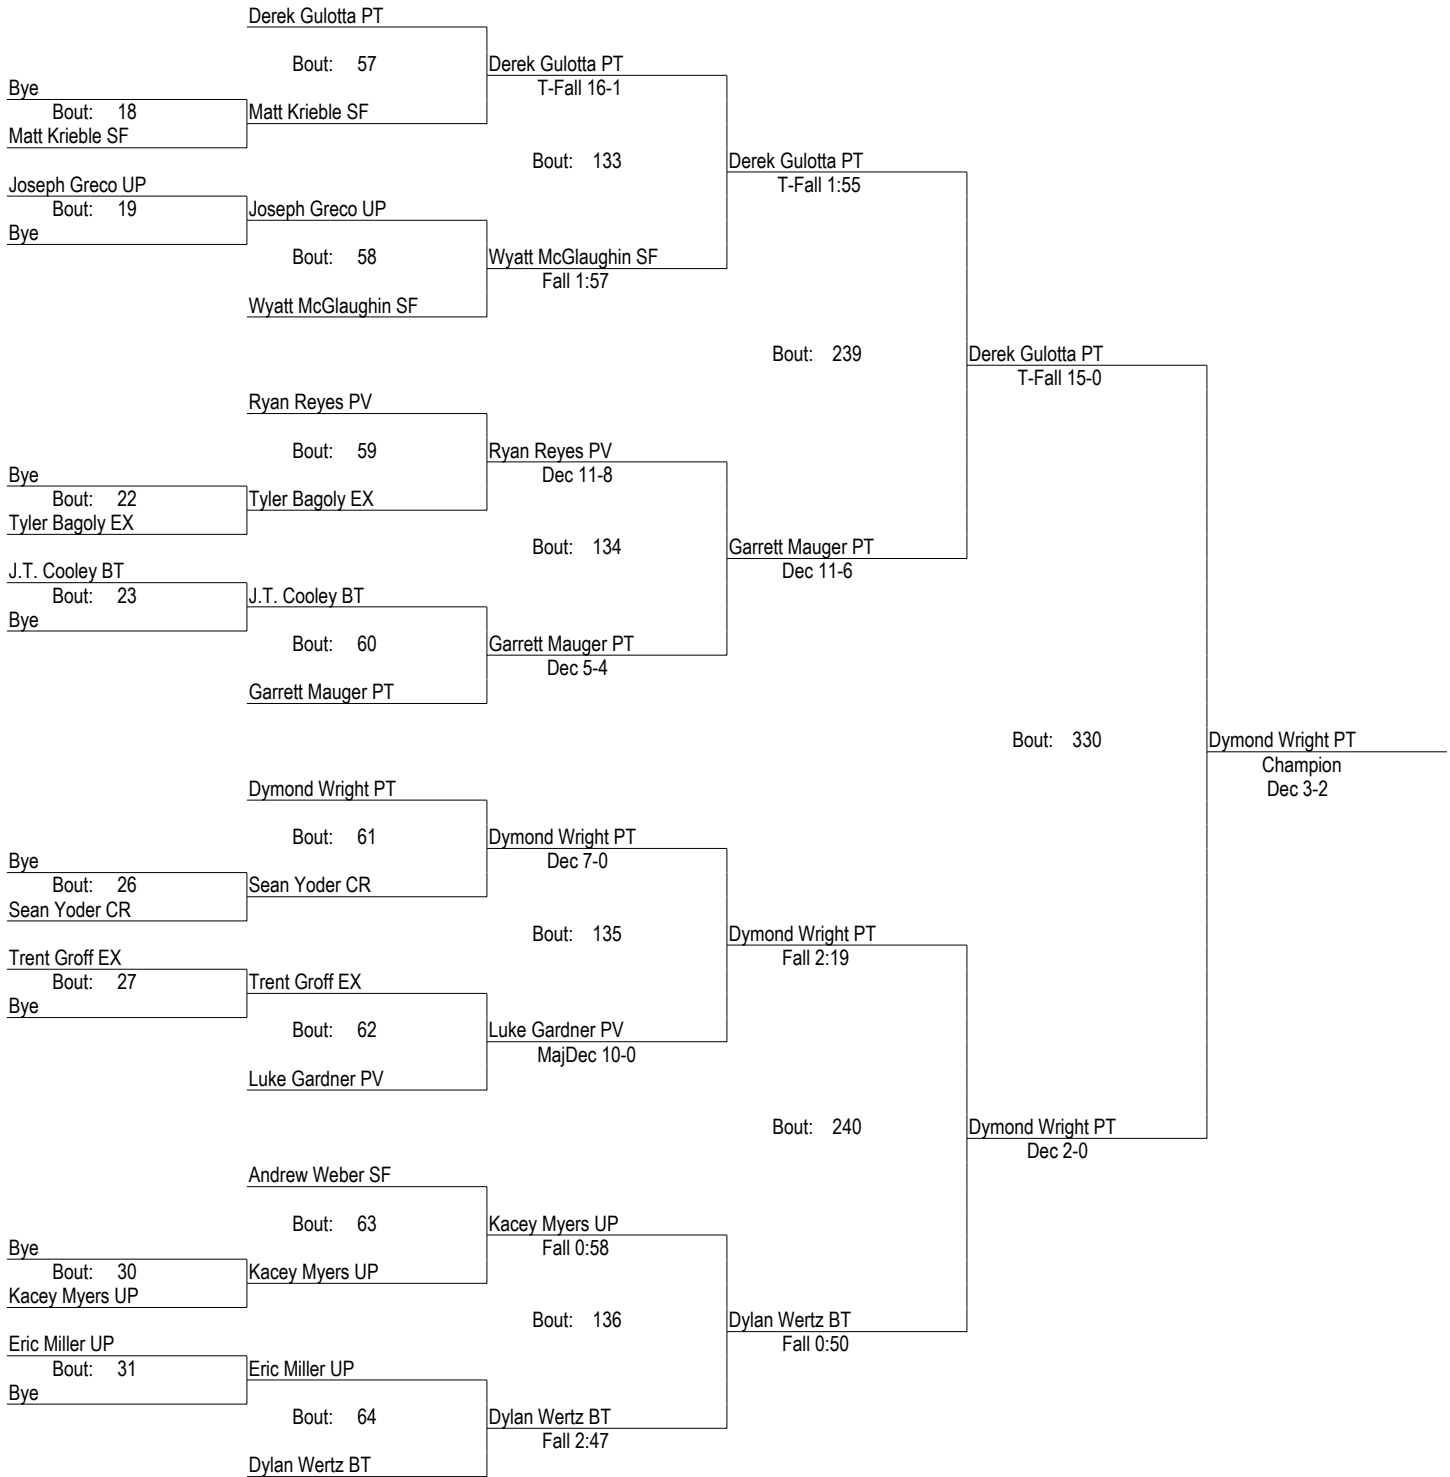 Derek Gulotta PT
Bout: 57
Derek Gulotta PT
T-Fall 16-1
Bye
Bout: 18
Matt Krieble SF
Matt Krieble SF
Bout: 133
Derek Gulotta PT
T-Fall 1:55
Joseph Greco UP
Bout: 19
Joseph Greco UP
Bye
Bout: 58
Wyatt McGlaughin SF
Fall 1:57
Wyatt McGlaughin SF
Bout: 239
Derek Gulotta PT
T-Fall 15-0
Ryan Reyes PV
Bout: 59
Ryan Reyes PV
Dec 11-8
Bye
Bout: 22
Tyler Bagoly EX
Tyler Bagoly EX
Bout: 134
Garrett Mauger PT
Dec 11-6
J.T. Cooley BT
Bout: 23
J.T. Cooley BT
Bye
Bout: 60
Garrett Mauger PT
Dec 5-4
Garrett Mauger PT
Bout: 330
Dymond Wright PT
Champion
Dec 3-2
Dymond Wright PT
Bout: 61
Dymond Wright PT
Dec 7-0
Bye
Bout: 26
Sean Yoder CR
Sean Yoder CR
Bout: 135
Dymond Wright PT
Fall 2:19
Trent Groff EX
Bout: 27
Trent Groff EX
Bye
Bout: 62
Luke Gardner PV
MajDec 10-0
Luke Gardner PV
Bout: 240
Dymond Wright PT
Dec 2-0
Andrew Weber SF
Bout: 63
Kacey Myers UP
Fall 0:58
Bye
Bout: 30
Kacey Myers UP
Kacey Myers UP
Bout: 136
Dylan Wertz BT
Fall 0:50
Eric Miller UP
Bout: 31
Eric Miller UP
Bye
Bout: 64
Dylan Wertz BT
Fall 2:47
Dylan Wertz BT